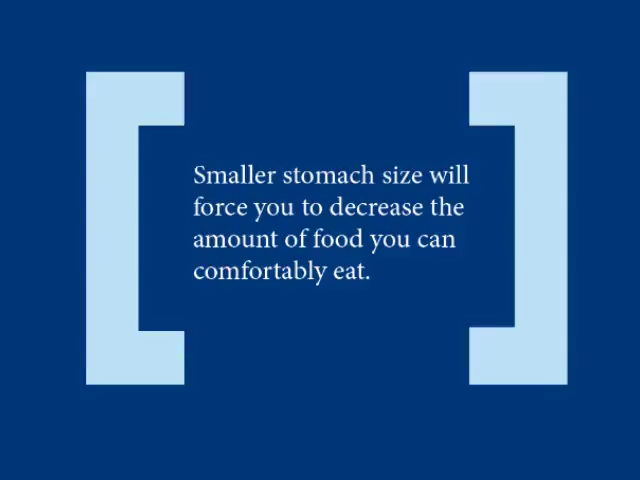 Smaller stomach size will
force you to decrease the
amount of food you can
comfortably eat.